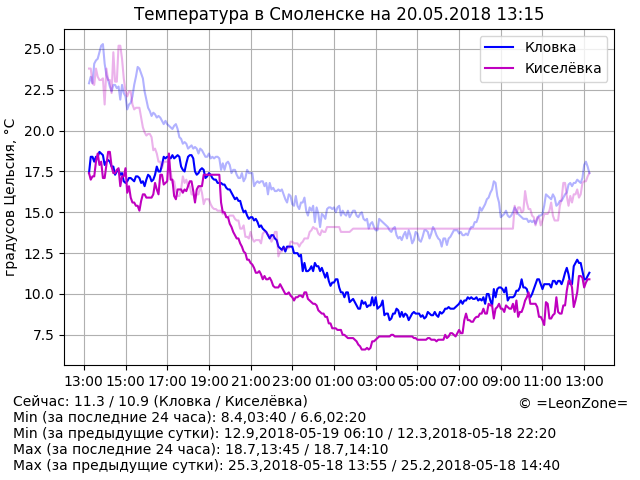 Температура в Смоленске на 20.05.2018 13:15
градусов Цельсия, °C
25.0
22.5
20.0
17.5
15.0
12.5
10.0
7.5
Кловка
Киселёвка
13:00 15:00 17:00 19:00 21:00 23:00 01:00 03:00 05:00 07:00 09:00 11:00 13:00
Сейчас: 11.3 / 10.9 (Кловка / Киселёвка)
© =LeonZone=
Min (за последние 24 часа): 8.4,03:40 / 6.6,02:20
Min (за предыдущие сутки): 12.9,2018-05-19 06:10 / 12.3,2018-05-18 22:20
Max (за последние 24 часа): 18.7,13:45 / 18.7,14:10
Max (за предыдущие сутки): 25.3,2018-05-18 13:55 / 25.2,2018-05-18 14:40